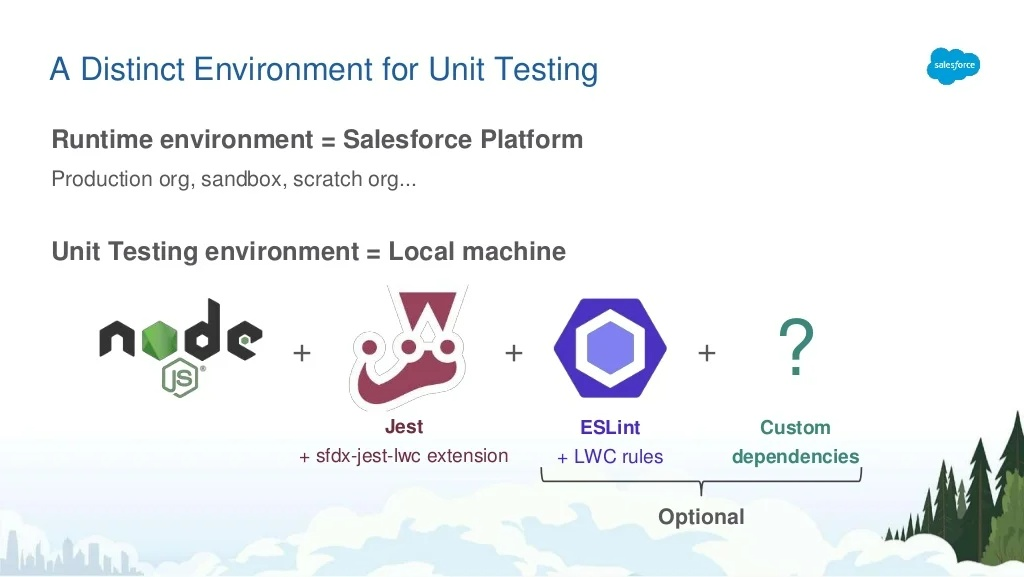 A Distinct Environment for Unit Testing
salesforce
Runtime environment = Salesforce Platform
Production org, sandbox, scratch org...
Unit Testing environment = Local machine
node
JS®
+
+
+
?
Jest
+ sfdx-jest-lwc extension
ESLint
+ LWC rules
Custom
dependencies
Optional